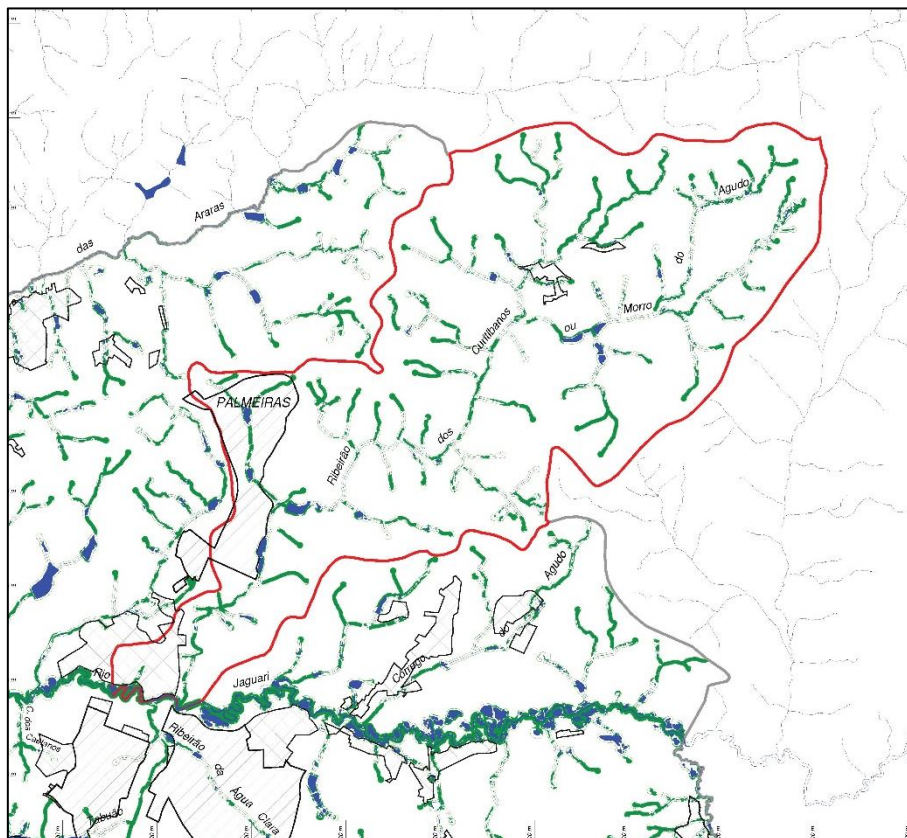 Agudo
Araras
das
do
Morro
ou
Curitibanos
PALMEIRAS
dos
Ribeirão
Agudo
do
Córrego
Rio
Jaguari
C. dos
Caetanos
Ribeirão
da
Água
Clara
Tabuão